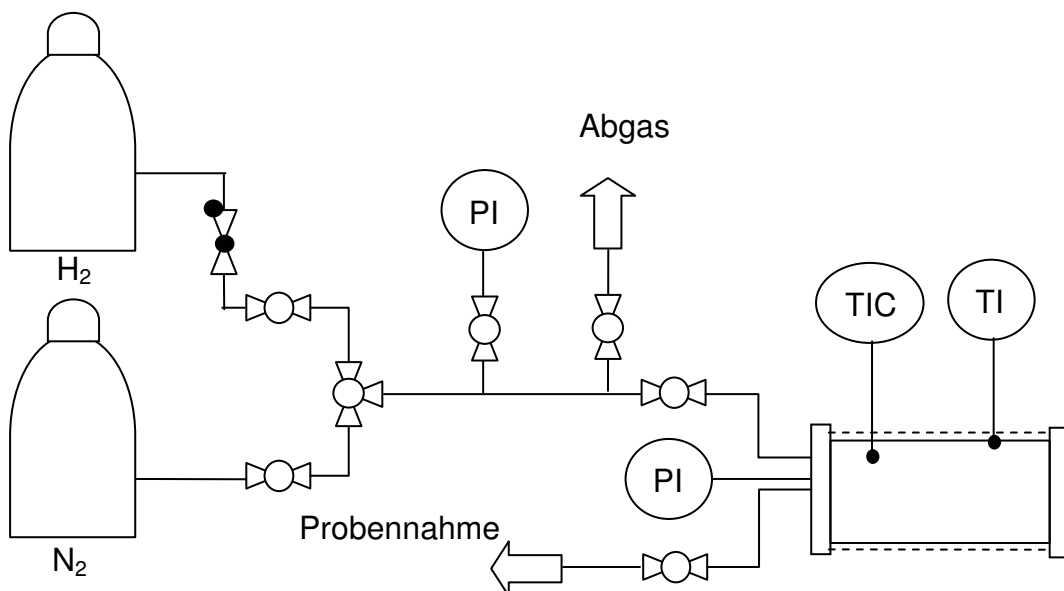 Abgas
PI
H₂
TIC
TI
PI
Probennahme
N₂